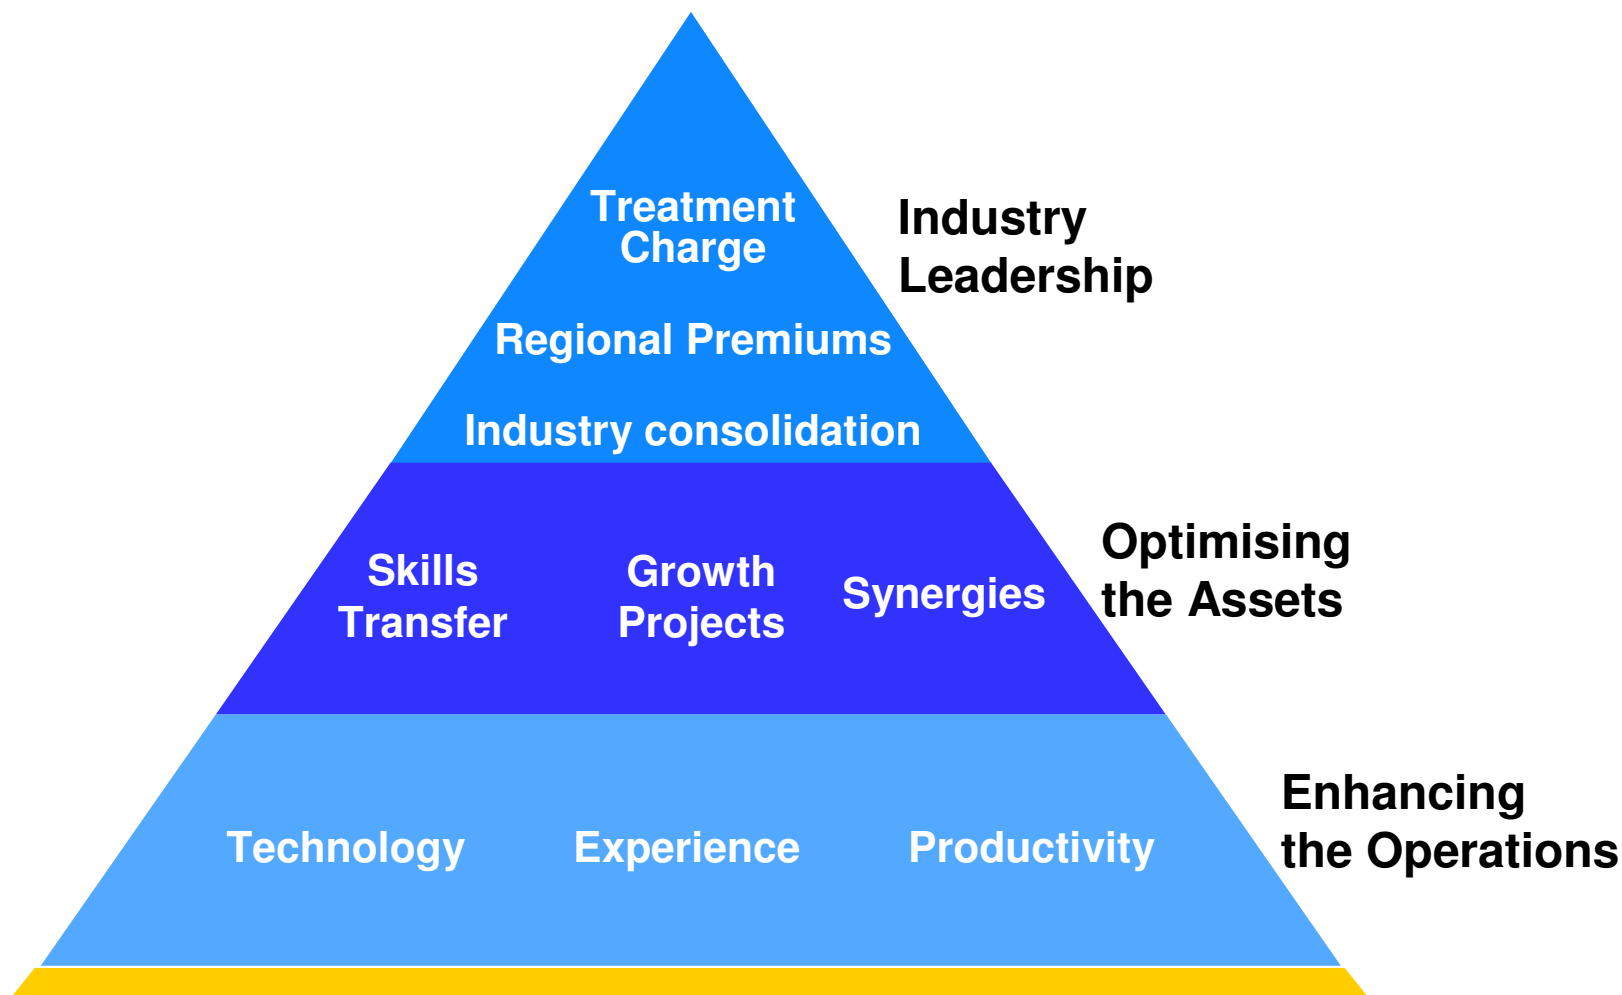 Treatment
Charge
Industry
Leadership
Regional Premiums
Industry consolidation
Skills
Transfer
Growth
Projects
Synergies
Optimising
the Assets
Technology
Experience
Productivity
Enhancing
the Operations